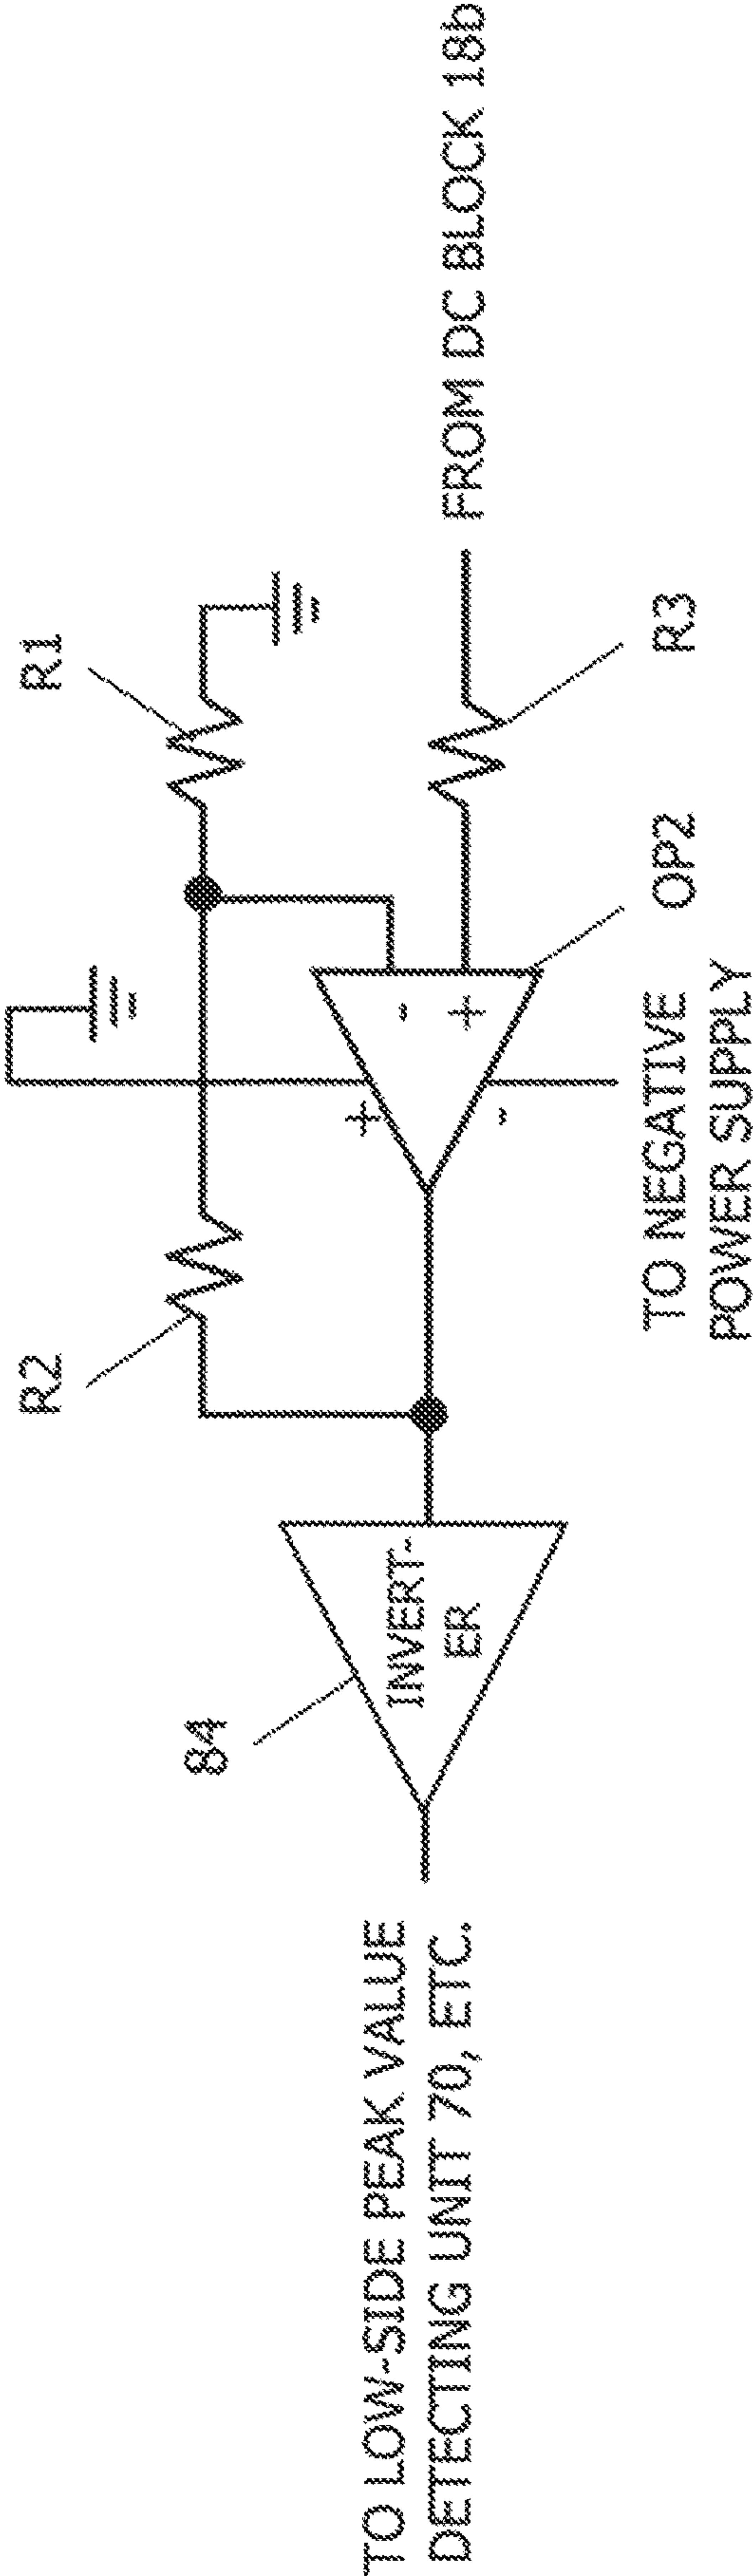 TO LOW-SIDE PEAK VALUE
DETECTING UNIT 70, ETC.
84
INVERT-
ER
R2
+
-
-
+
R1
TO NEGATIVE
POWER SUPPLY
OP2
R3
FROM DC BLOCK 18b